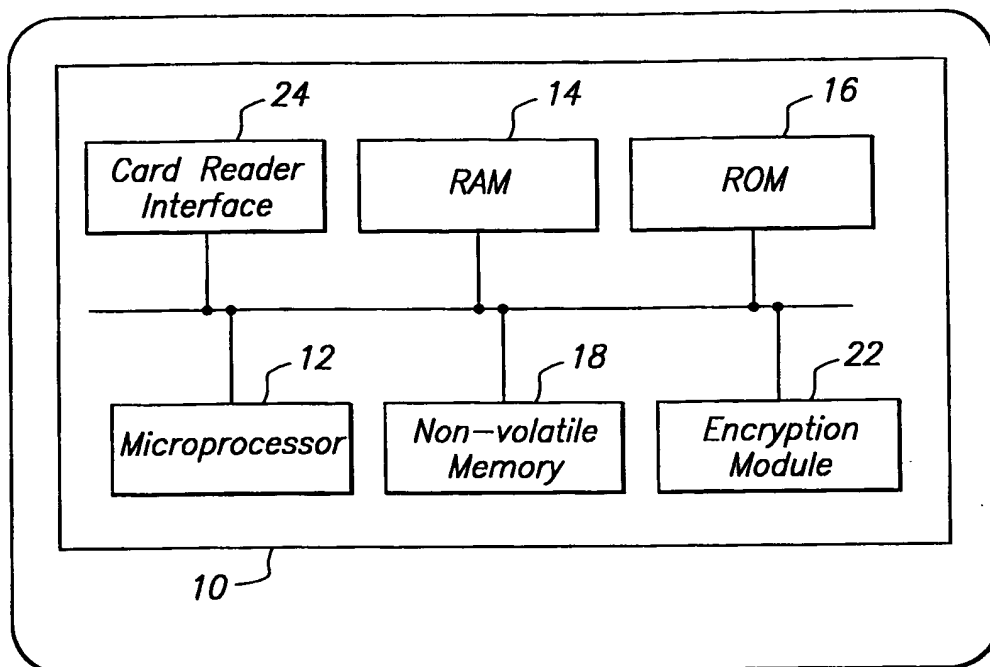 24
14
16
Card Reader
Interface
RAM
ROM
12
18
22
Microprocessor
Non-volatile
Memory
Encryption
Module
10